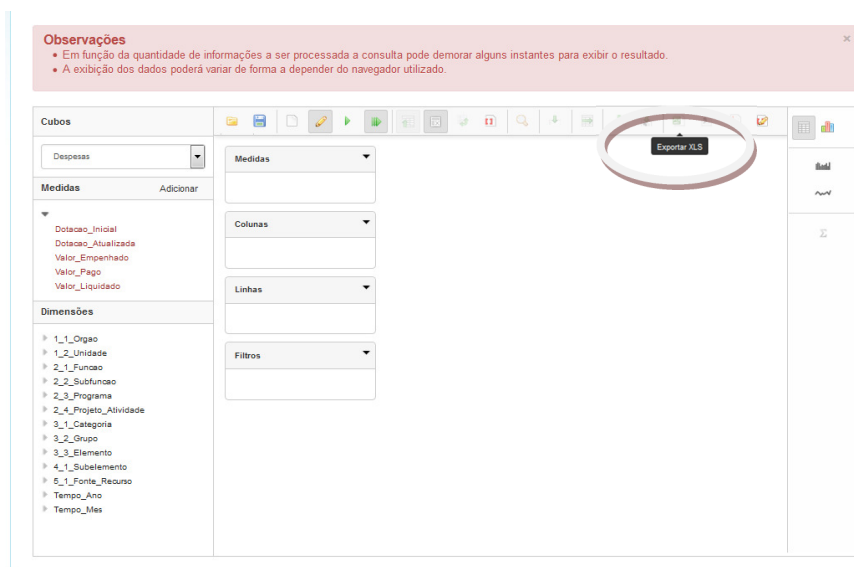 Observações
×
• Em função da quantidade de informações a ser processada a consulta pode demorar alguns instantes para exibir o resultado.
• A exibição dos dados poderá variar de forma a depender do navegador utilizado.
Cubos
Despesas
Medidas Adicionar
Dotacao_Inicial
Dotacao_Atualizada
Valor_Empenhado
Valor_Pago
Valor_Liquidado
Dimensões
1_1_Orgao
1_2_Unidade
2_1_Funcao
2_2_Subfuncao
2_3_Programa
2_4_Projeto_Atividade
3_1_Categoria
3_2_Grupo
3_3_Elemento
4_1_Subelemento
5_1_Fonte_Recurso
Tempo_Ano
Tempo_Mes
Medidas
Colunas
Linhas
Filtros
Exportar XLS
Σ